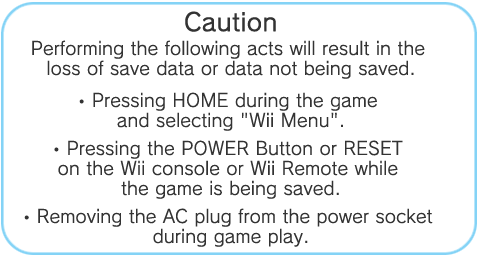 Caution
Performing the following acts will result in the
loss of save data or data not being saved.
• Pressing HOME during the game
and selecting "Wii Menu".
• Pressing the POWER Button or RESET
on the Wii console or Wii Remote while
the game is being saved.
• Removing the AC plug from the power socket
during game play.